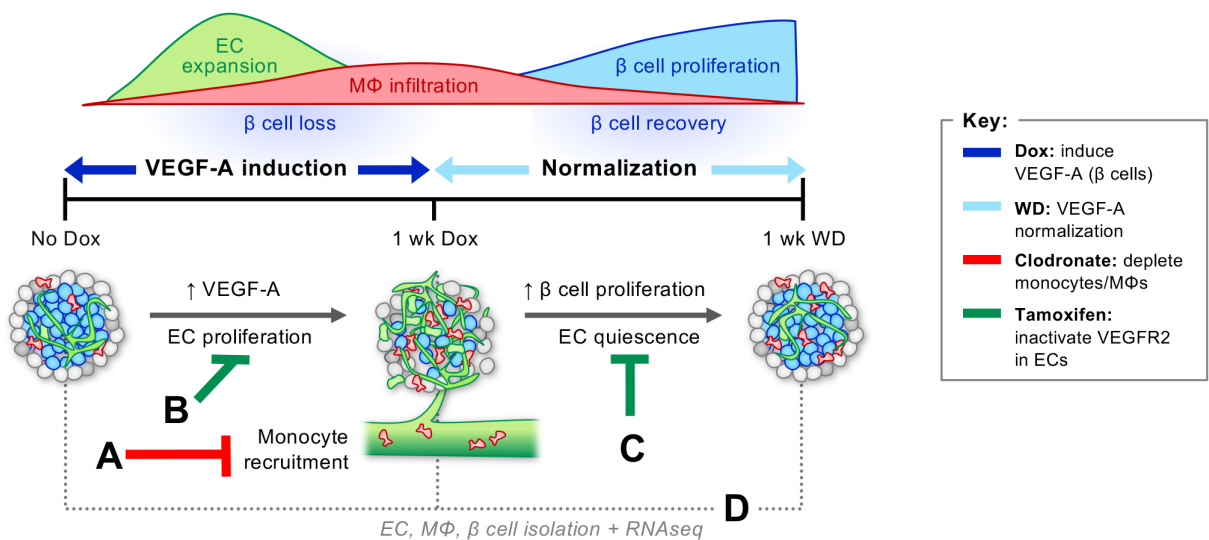 EC
expansion
MΦ infiltration
β cell proliferation
β cell loss
β cell recovery
VEGF-A induction
Normalization
No Dox
1 wk Dox
1 wk WD
↑ VEGF-A
EC proliferation
↑ β cell proliferation
EC quiescence
B
A
Monocyte
recruitment
C
D
EC, MΦ, β cell isolation + RNAseq
Key:
Dox: induce
VEGF-A (β cells)
WD: VEGF-A
normalization
Clodronate: deplete
monocytes/MΦs
Tamoxifen:
inactivate VEGFR2
in ECs